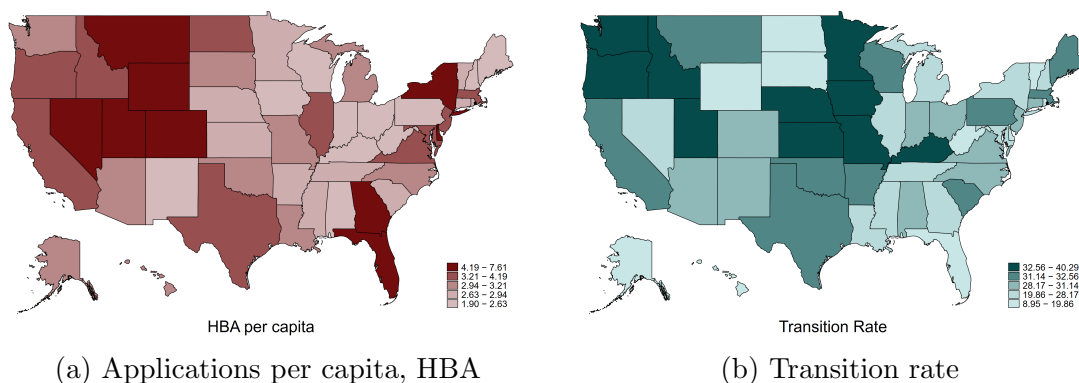 4.19 − 7.61
3.21 − 4.19
2.94 − 3.21
2.63 − 2.94
1.90 − 2.63
HBA per capita
(a) Applications per capita, HBA
32.56 − 40.29
31.14 − 32.56
28.17 − 31.14
19.86 − 28.17
8.95 − 19.86
Transition Rate
(b) Transition rate